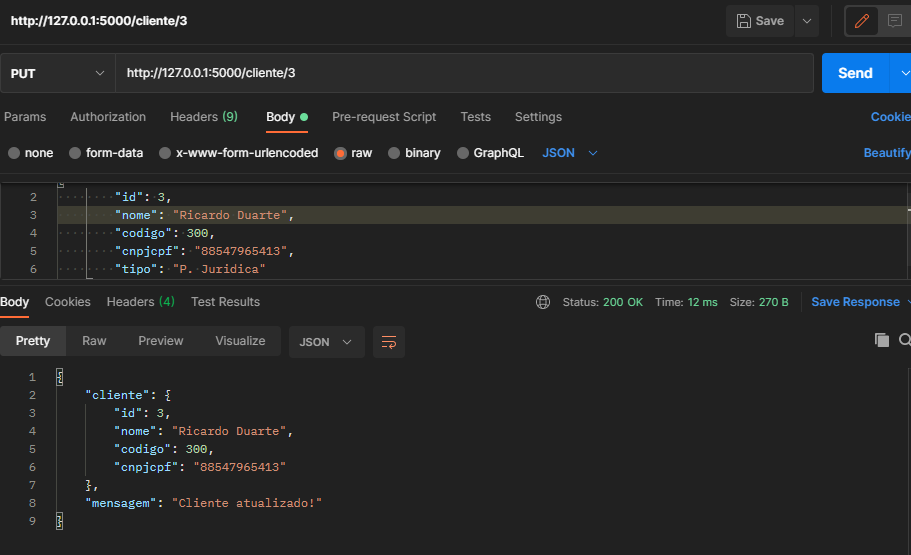 http://127.0.0.1:5000/cliente/3
Save
PUT
http://127.0.0.1:5000/cliente/3
Send
Params Authorization Headers (9) Body Pre-request Script Tests Settings Cookie
none form-data x-www-form-urlencoded raw binary GraphQL JSON Beautify
{
2 "id": 3,
3 "nome": "Ricardo Duarte",
4 "codigo": 300,
5 "cnpjcpf": "88547965413",
6 "tipo": "P. Juridica"
Body Cookies Headers (4) Test Results Status: 200 OK Time: 12 ms Size: 270 B Save Response
Pretty Raw Preview Visualize JSON
1 {
2 "cliente": {
3 "id": 3,
4 "nome": "Ricardo Duarte",
5 "codigo": 300,
6 "cnpjcpf": "88547965413"
7 },
8 "mensagem": "Cliente atualizado!"
9 }